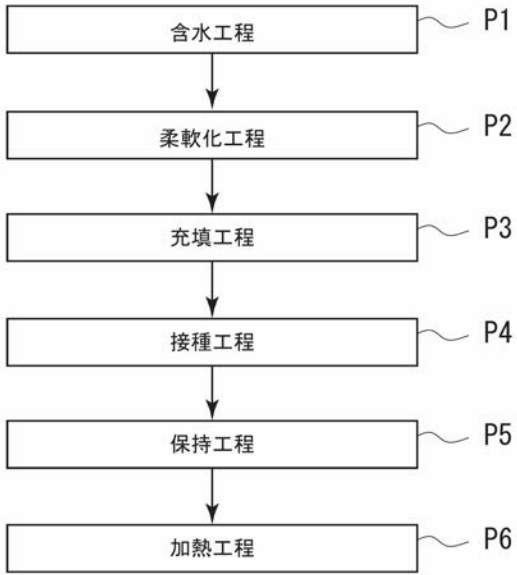 含水工程 P1
柔軟化工程 P2
充填工程 P3
接種工程 P4
保持工程 P5
加熱工程 P6